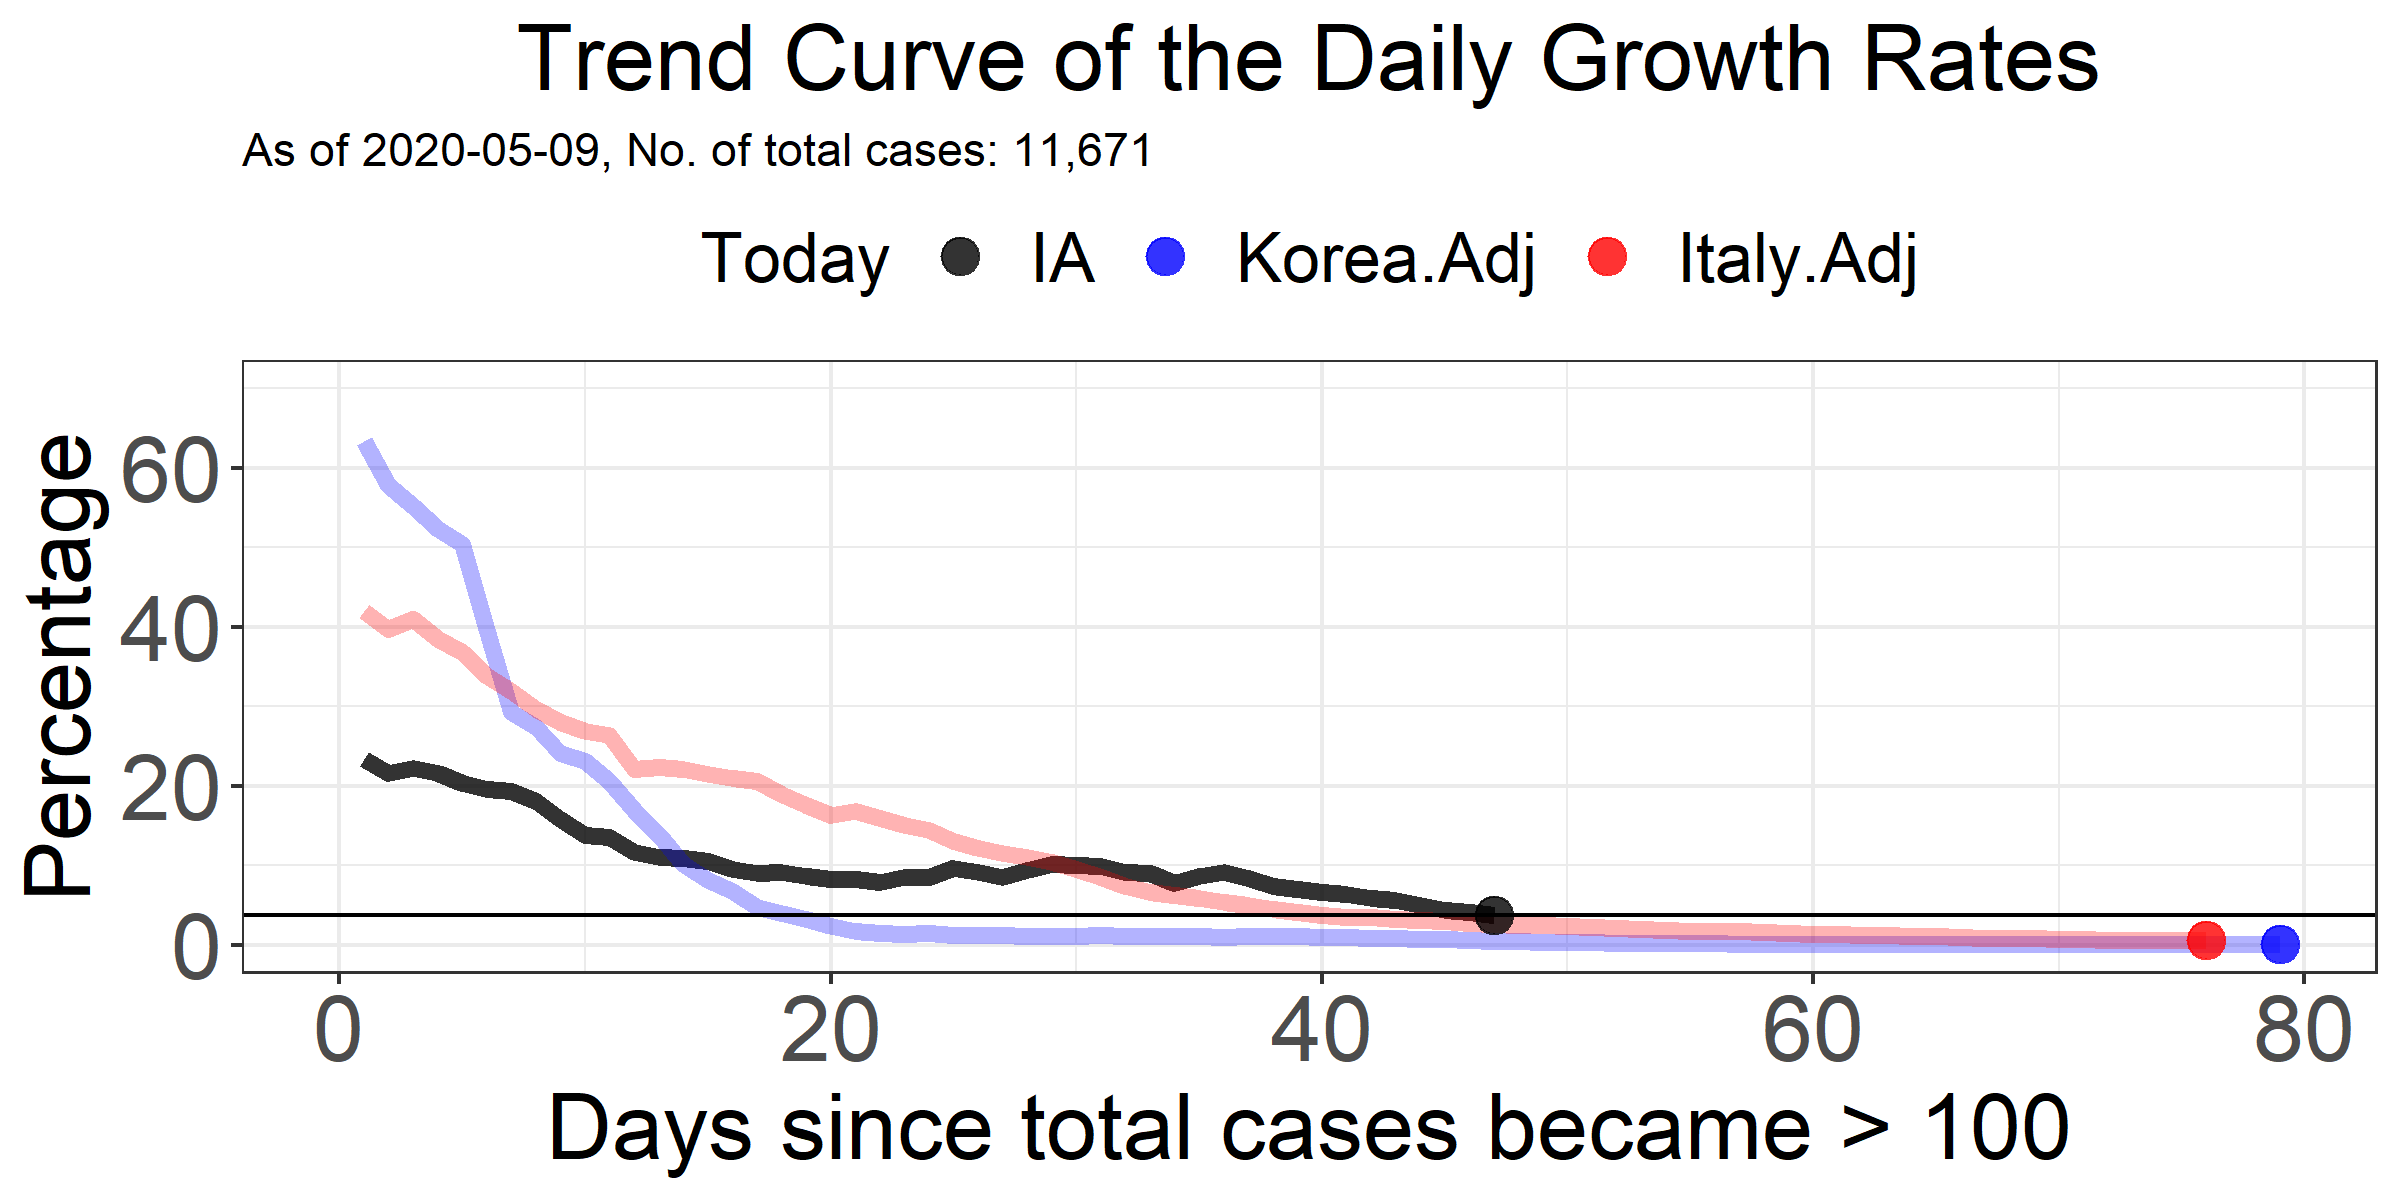 Trend Curve of the Daily Growth Rates
As of 2020-05-09, No. of total cases: 11,671
Today IA Korea.Adj Italy.Adj
Percentage
60
40
20
0
0 20 40 60 80
Days since total cases became > 100